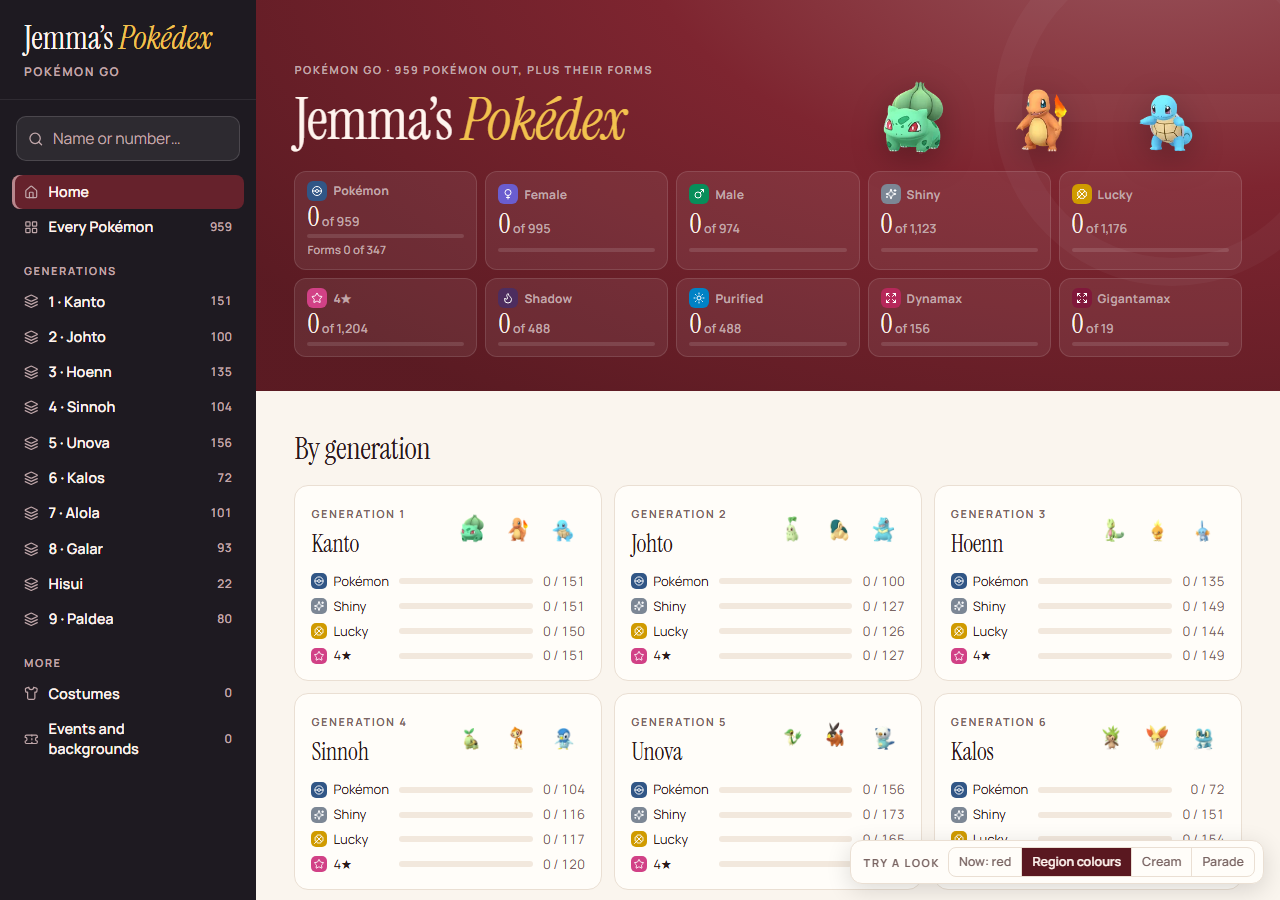 Jemma's Pokédex
POKÉMON GO
Name or number...
Home
Every Pokémon 959
GENERATIONS
1 · Kanto 151
2 · Johto 100
3 · Hoenn 135
4 · Sinnoh 104
5 · Unova 156
6 · Kalos 72
7 · Alola 101
8 · Galar 93
Hisui 22
9 · Paldea 80
MORE
Costumes 0
Events and
backgrounds 0
POKÉMON GO · 959 POKÉMON OUT, PLUS THEIR FORMS
Jemma's Pokédex
Pokémon
0 of 959
Forms 0 of 347
Female
0 of 995
Male
0 of 974
Shiny
0 of 1,123
Lucky
0 of 1,176
4★
0 of 1,204
Shadow
0 of 488
Purified
0 of 488
Dynamax
0 of 156
Gigantamax
0 of 19
By generation
GENERATION 1
Kanto
Pokémon 0 / 151
Shiny 0 / 151
Lucky 0 / 150
4★ 0 / 151
GENERATION 2
Johto
Pokémon 0 / 100
Shiny 0 / 127
Lucky 0 / 126
4★ 0 / 127
GENERATION 3
Hoenn
Pokémon 0 / 135
Shiny 0 / 149
Lucky 0 / 144
4★ 0 / 149
GENERATION 4
Sinnoh
Pokémon 0 / 104
Shiny 0 / 116
Lucky 0 / 117
4★ 0 / 120
GENERATION 5
Unova
Pokémon 0 / 156
Shiny 0 / 173
Lucky 0 / 165
4★
GENERATION 6
Kalos
Pokémon 0 / 72
Shiny 0 / 151
Lucky 0 / 154
TRY A LOOK Now: red Region colours Cream Parade